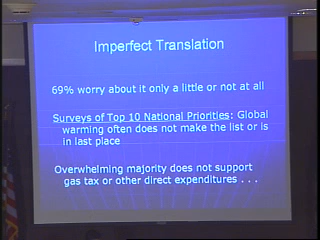 Imperfect Translation
69% worry about it only a little or not at all
Surveys of Top 10 National Priorities: Global
warming often does not make the list or is
in last place
Overwhelming majority does not support
gas tax or other direct expenditures . . .